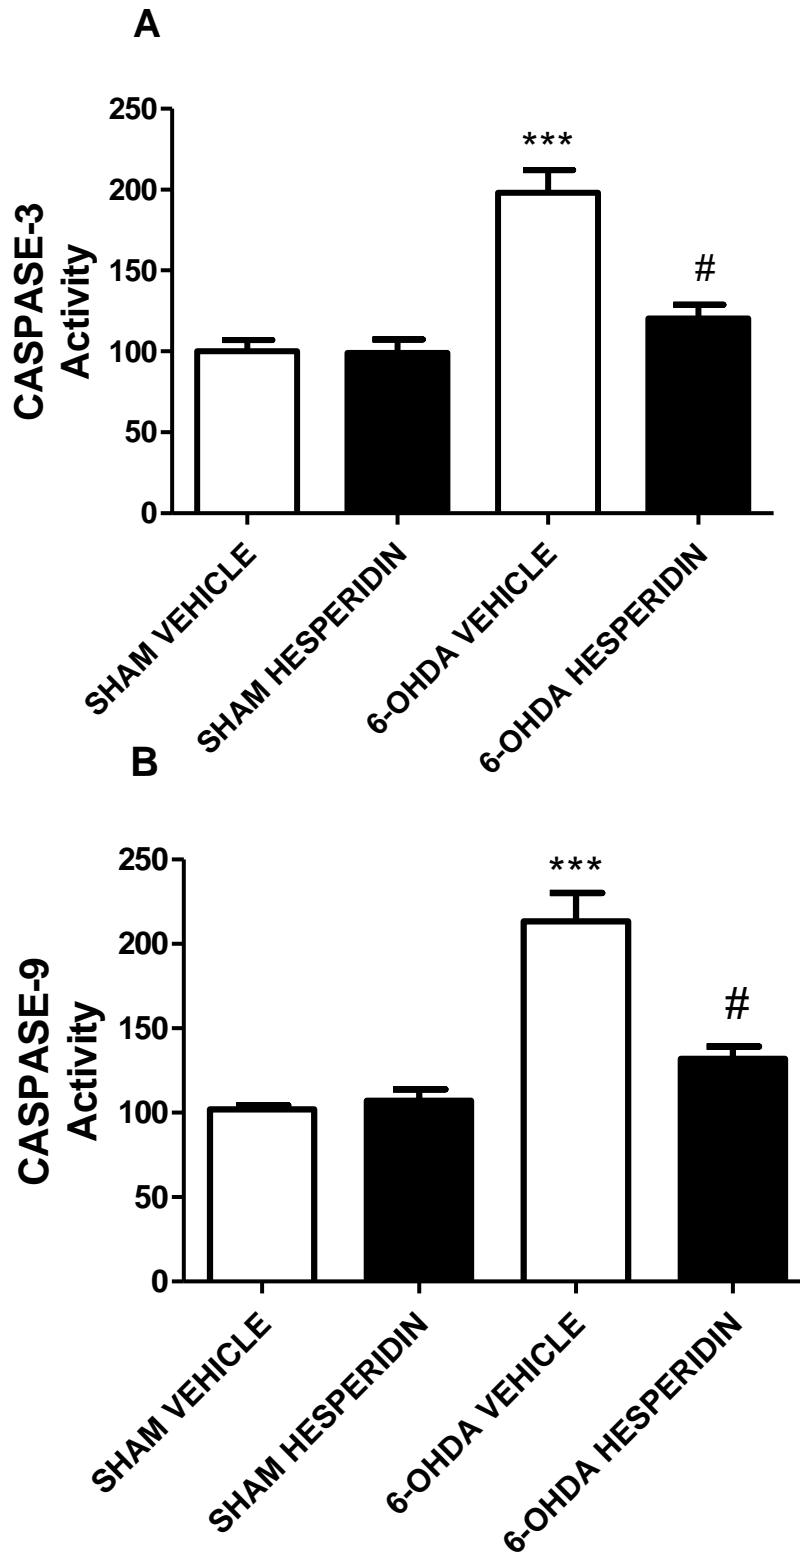 A
CASPASE-3
Activity
250
200
150
100
50
0
***
#
SHAM VEHICLE
SHAM HESPERIDIN
6-OHDA VEHICLE
6-OHDA HESPERIDIN
B
CASPASE-9
Activity
250
200
150
100
50
0
***
#
SHAM VEHICLE
SHAM HESPERIDIN
6-OHDA VEHICLE
6-OHDA HESPERIDIN